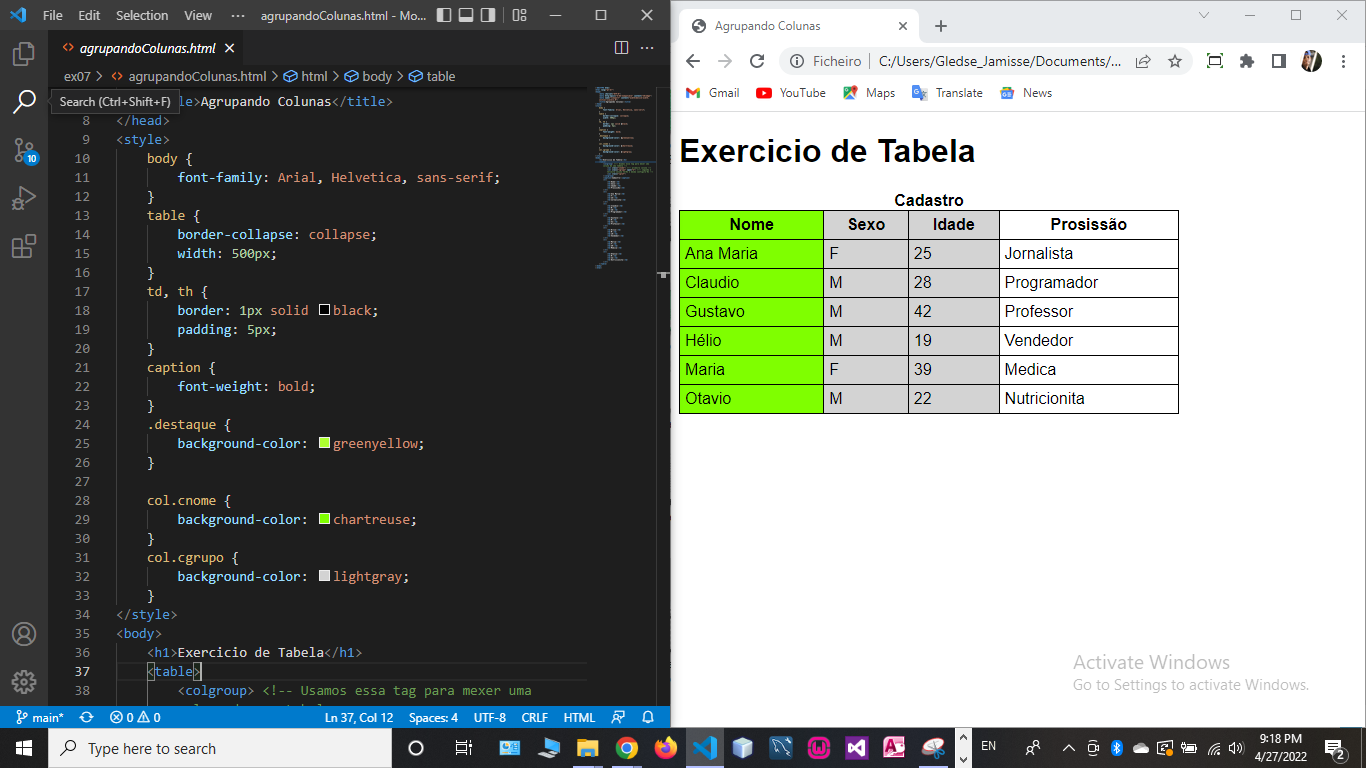 File Edit Selection View ··· agrupandoColunas.html - Mo...
agrupandoColunas.html
ex07 > agrupandoColunas.html > html > body > table
Search (Ctrl+Shift+F)
le>Agrupando Colunas</title>
8 </head>
9 <style>
10 body {
11 font-family: Arial, Helvetica, sans-serif;
12 }
13 table {
14 border-collapse: collapse;
15 width: 500px;
16 }
17 td, th {
18 border: 1px solid black;
19 padding: 5px;
20 }
21 caption {
22 font-weight: bold;
23 }
24 .destaque {
25 background-color: greenyellow;
26 }
27
28 col.cnome {
29 background-color: chartreuse;
30 }
31 col.cgrupo {
32 background-color: lightgray;
33 }
34 </style>
35 <body>
36 <h1>Exercicio de Tabela</h1>
37 <table>
38 <colgroup> <!-- Usamos essa tag para mexer uma
10
main* 0 0 Ln 37, Col 12 Spaces: 4 UTF-8 CRLF HTML
Agrupando Colunas
Ficheiro | C:/Users/Gledse_Jamisse/Documents/...
Gmail YouTube Maps Translate News
Exercicio de Tabela
Cadastro
Nome Sexo Idade Prosissão
Ana Maria F 25 Jornalista
Claudio M 28 Programador
Gustavo M 42 Professor
Hélio M 19 Vendedor
Maria F 39 Medica
Otavio M 22 Nutricionita
Activate Windows
Go to Settings to activate Windows.
Type here to search
EN
9:18 PM
4/27/2022
2